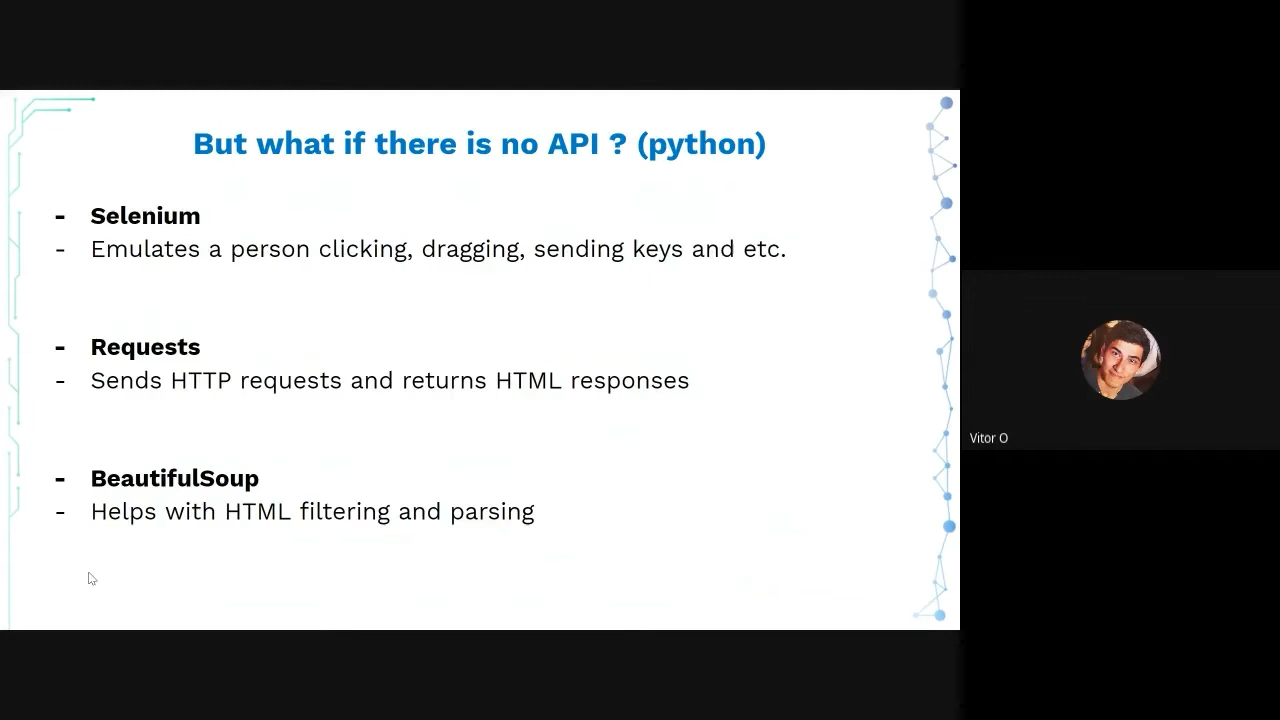 But what if there is no API ? (python)
- Selenium
- Emulates a person clicking, dragging, sending keys and etc.
- Requests
- Sends HTTP requests and returns HTML responses
- BeautifulSoup
- Helps with HTML filtering and parsing
Vitor O